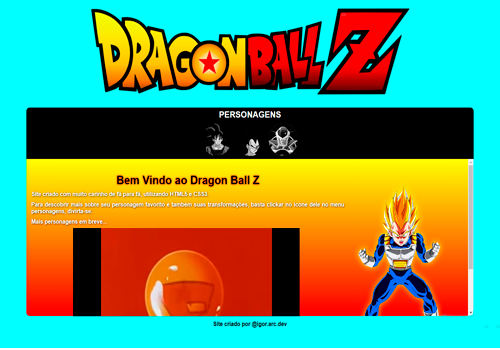 DRAGON BALL Z
PERSONAGENS
Bem Vindo ao Dragon Ball Z
Site criado com muito carinho de fã para fã, utilizando HTML5 e CSS3
Para descobrir mais sobre seu personagem favorito e também suas transformações, basta clickar no ícone dele no menu
personagens, divirta-se.
Mais personagens em breve...
Site criado por @igor.arc.dev